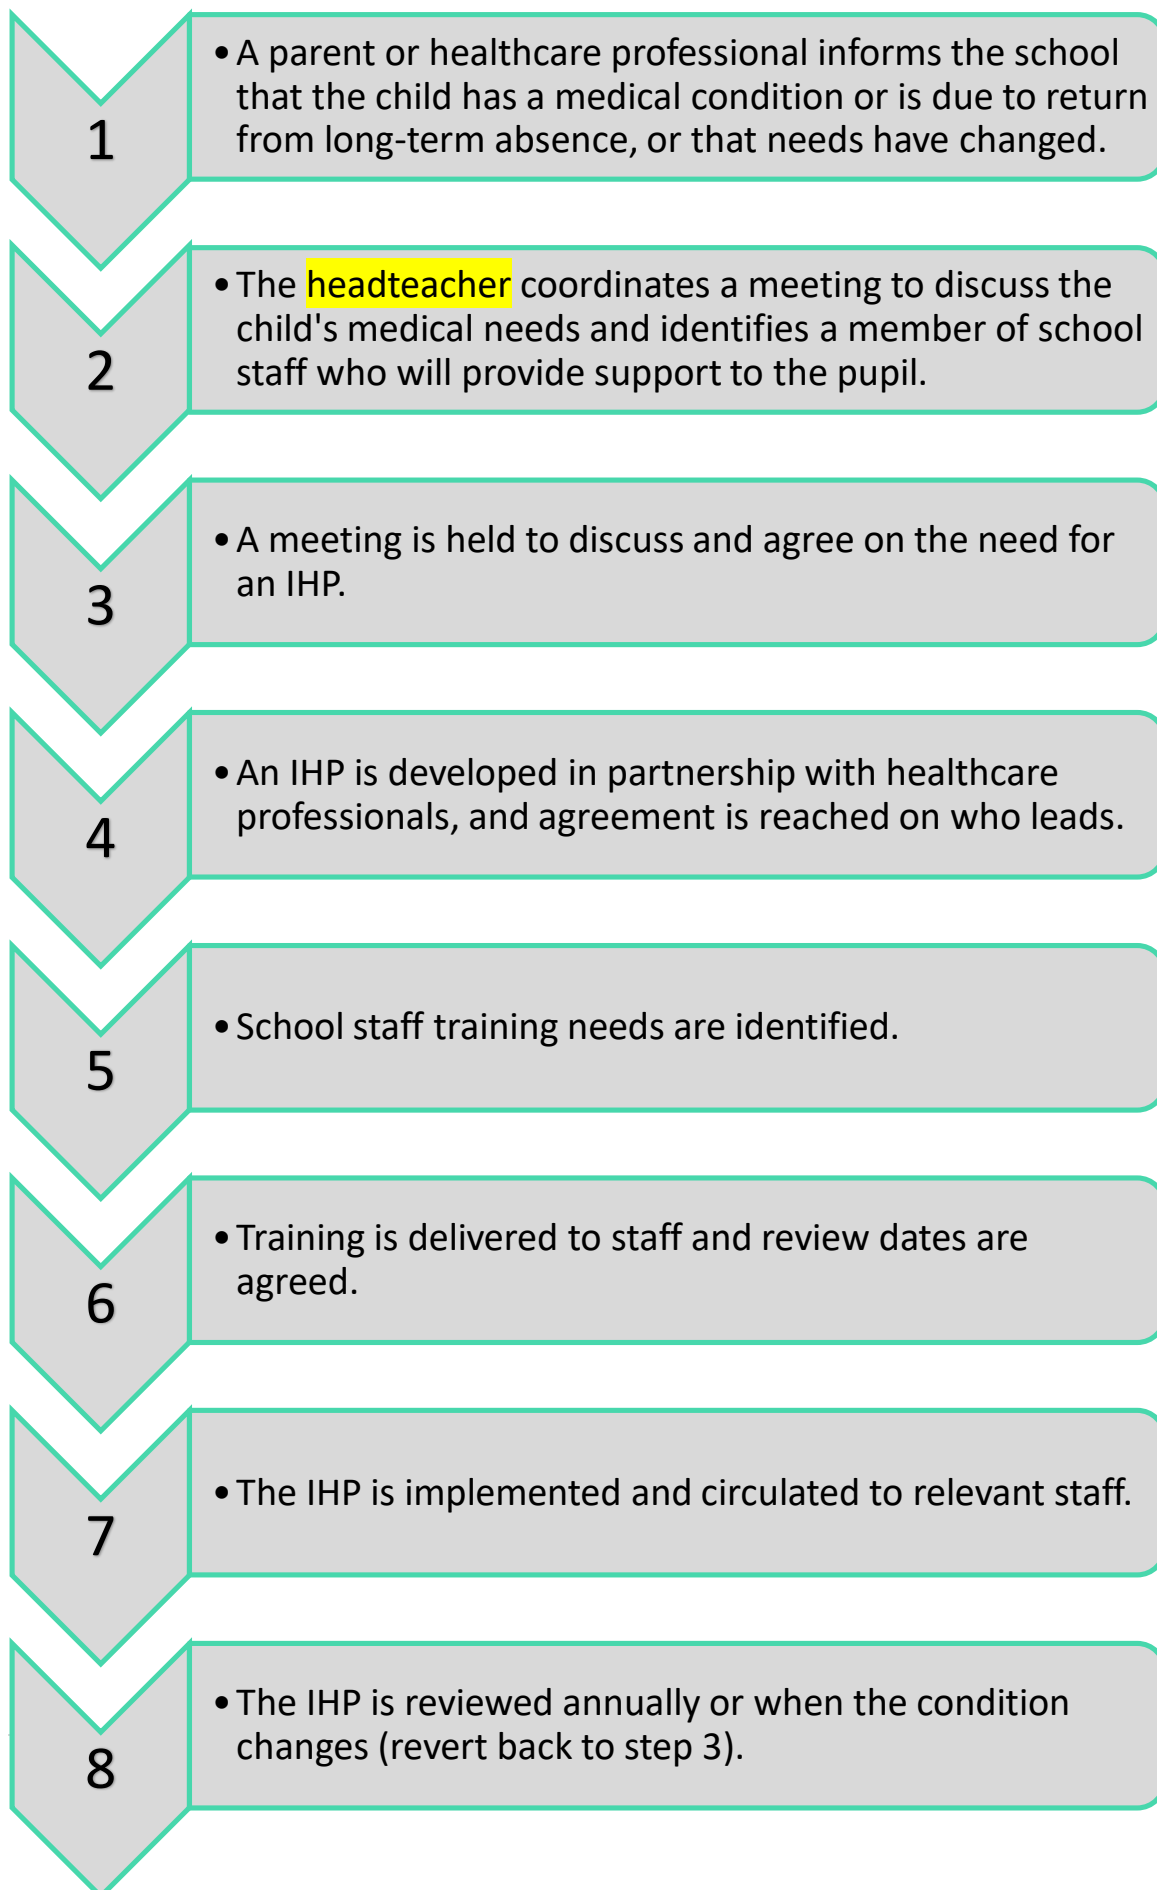 1
• A parent or healthcare professional informs the school
that the child has a medical condition or is due to return
from long-term absence, or that needs have changed.
2
• The headteacher coordinates a meeting to discuss the
child's medical needs and identifies a member of school
staff who will provide support to the pupil.
3
• A meeting is held to discuss and agree on the need for
an IHP.
4
• An IHP is developed in partnership with healthcare
professionals, and agreement is reached on who leads.
5
• School staff training needs are identified.
6
• Training is delivered to staff and review dates are
agreed.
7
• The IHP is implemented and circulated to relevant staff.
8
• The IHP is reviewed annually or when the condition
changes (revert back to step 3).